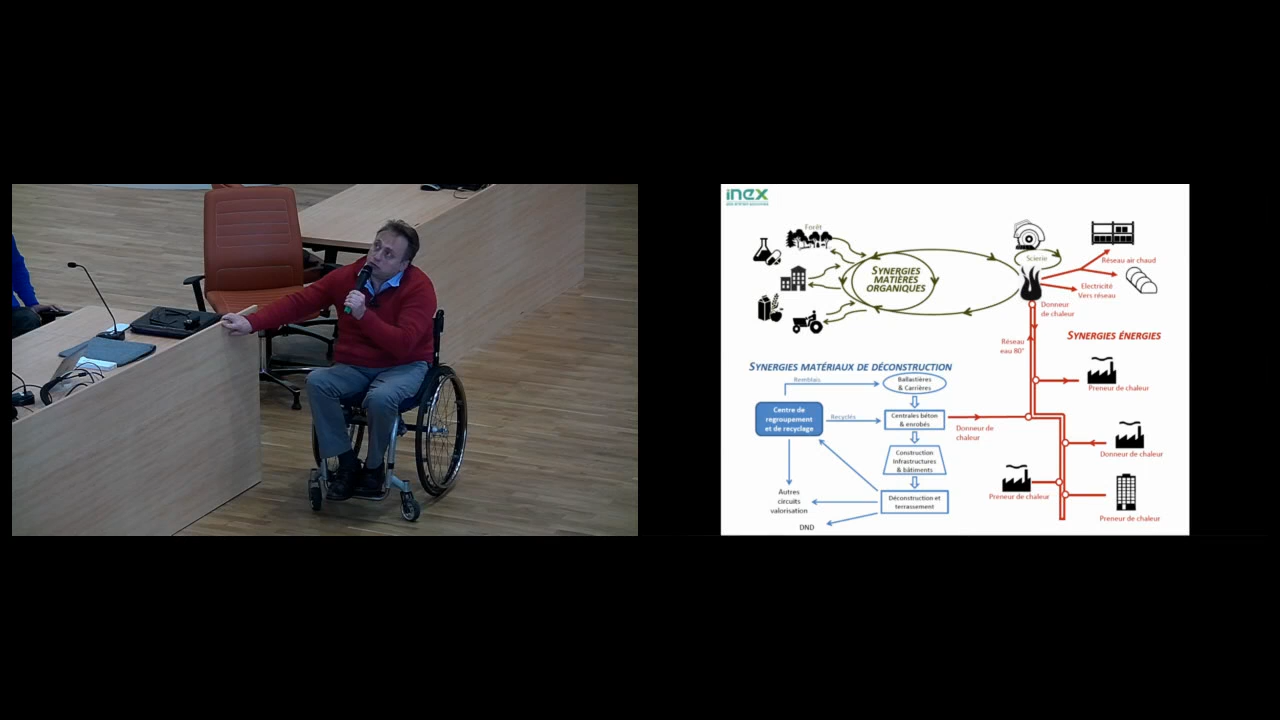 inex
Forêt
SYNERGIES
MATIÈRES
ORGANIQUES
Scierie
Réseau air chaud
Electricité
Vers réseau
Donneur
de chaleur
SYNERGIES ÉNERGIES
Réseau
eau 80°
Preneur de chaleur
Donneur de chaleur
Preneur de chaleur
Preneur de chaleur
SYNERGIES MATÉRIAUX DE DÉCONSTRUCTION
Remblais
Ballastières
& Carrières
Centre de
regroupement
et de recyclage
Recyclés
Centrales béton
& enrobés
Donneur de
chaleur
Construction
Infrastructures
& bâtiments
Autres
circuits
valorisation
Déconstruction et
terrassement
DND